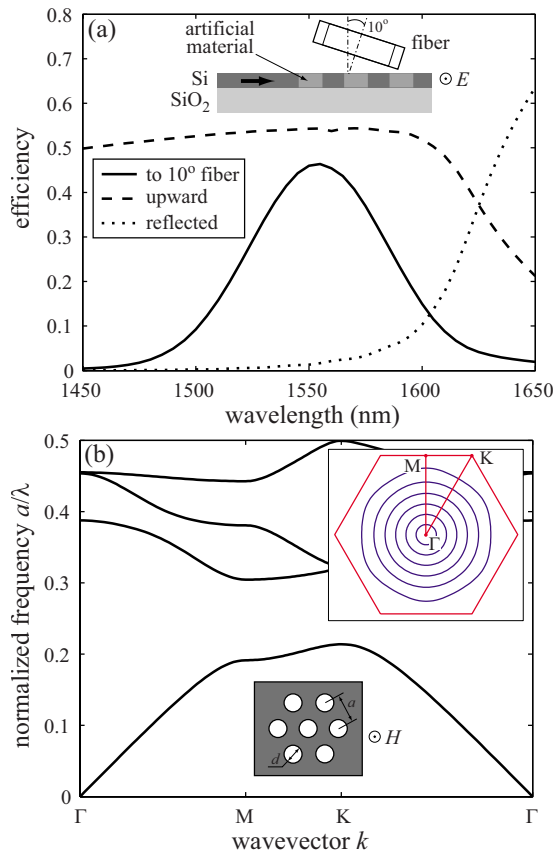 (a)
0.8
0.7
0.6
0.5
0.4
0.3
0.2
0.1
0
efficiency
artificial
material
10°
fiber
Si
SiO2
E
to 10° fiber
upward
reflected
1450
1500
1550
1600
1650
wavelength (nm)
(b)
0.5
0.4
0.3
0.2
0.1
0
normalized frequency a/λ
M
K
Γ
a
d
H
Γ
M
K
Γ
wavevector k